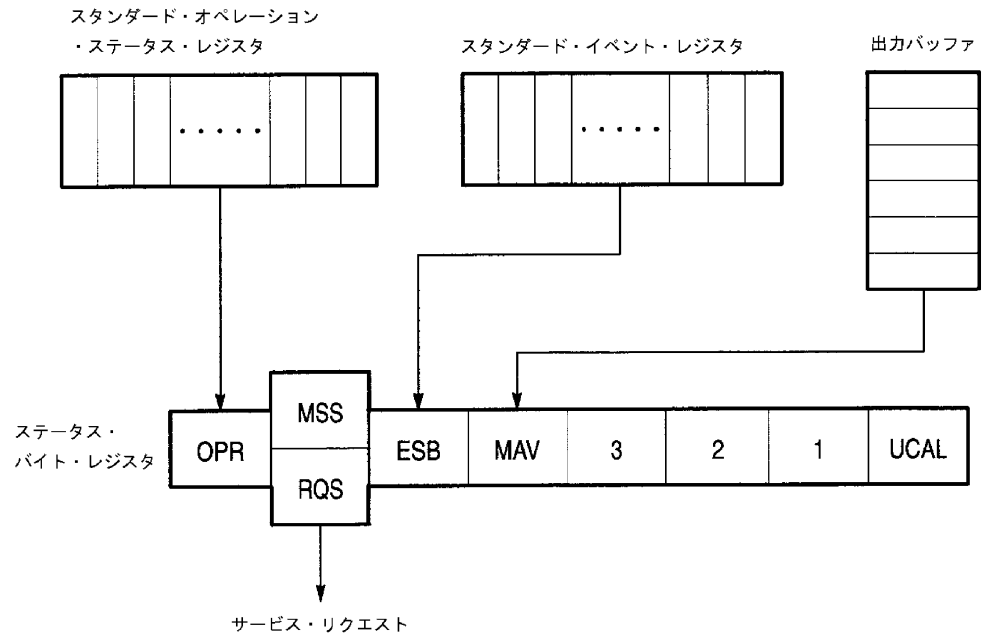 スタンダード・オペレーション
・ステータス・レジスタ
スタンダード・イベント・レジスタ
出力バッファ
・・・・・
・・・・・
ステータス・
バイト・レジスタ
OPR
MSS
RQS
ESB
MAV
3
2
1
UCAL
サービス・リクエスト